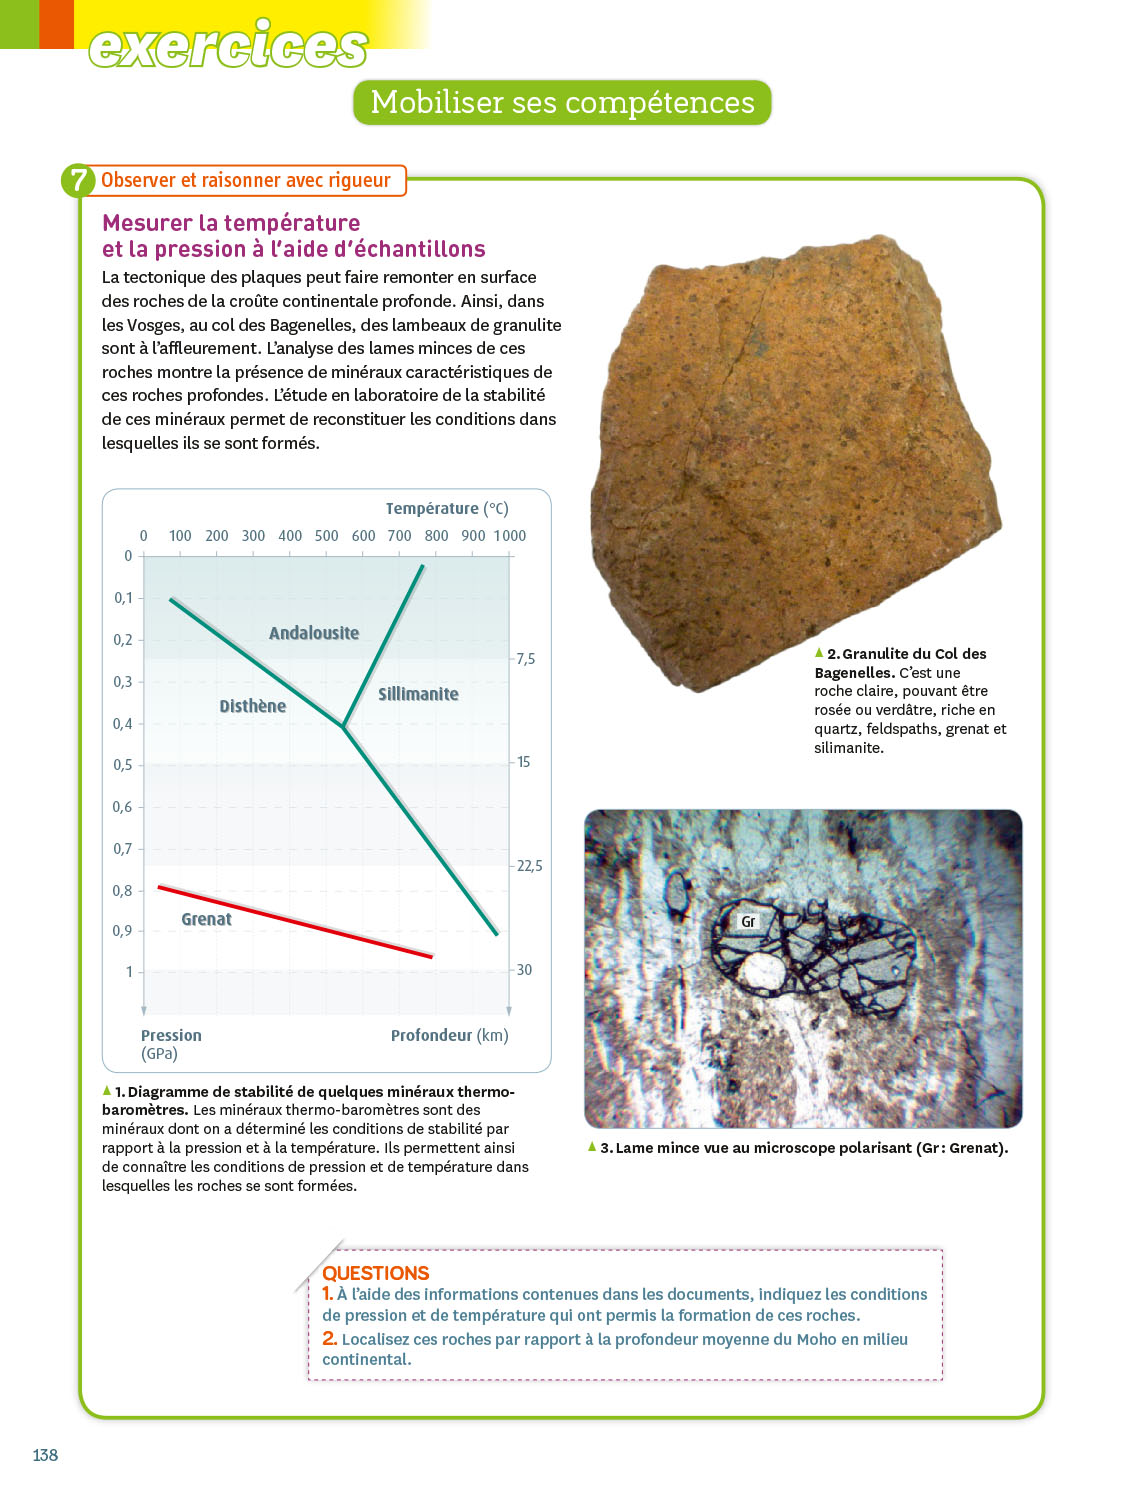 exercices
Mobiliser ses compétences
7 Observer et raisonner avec rigueur
Mesurer la température
et la pression à l'aide d'échantillons
La tectonique des plaques peut faire remonter en surface
des roches de la croûte continentale profonde. Ainsi, dans
les Vosges, au col des Bagenelles, des lambeaux de granulite
sont à l'affleurement. L'analyse des lames minces de ces
roches montre la présence de minéraux caractéristiques de
ces roches profondes. L'étude en laboratoire de la stabilité
de ces minéraux permet de reconstituer les conditions dans
lesquelles ils se sont formés.
Température (°C)
0 100 200 300 400 500 600 700 800 900 1 000
0
0,1
0,2
0,3
0,4
0,5
0,6
0,7
0,8
0,9
1
Andalousite
Disthène
Sillimanite
Grenat
7,5
15
22,5
30
Pression
(GPa)
Profondeur (km)
1. Diagramme de stabilité de quelques minéraux thermo-
baromètres. Les minéraux thermo-baromètres sont des
minéraux dont on a déterminé les conditions de stabilité par
rapport à la pression et à la température. Ils permettent ainsi
de connaître les conditions de pression et de température dans
lesquelles les roches se sont formées.
2. Granulite du Col des
Bagenelles. C'est une
roche claire, pouvant être
rosée ou verdâtre, riche en
quartz, feldspaths, grenat et
silimanite.
Gr
3. Lame mince vue au microscope polarisant (Gr : Grenat).
QUESTIONS
1. À l'aide des informations contenues dans les documents, indiquez les conditions
de pression et de température qui ont permis la formation de ces roches.
2. Localisez ces roches par rapport à la profondeur moyenne du Moho en milieu
continental.
138